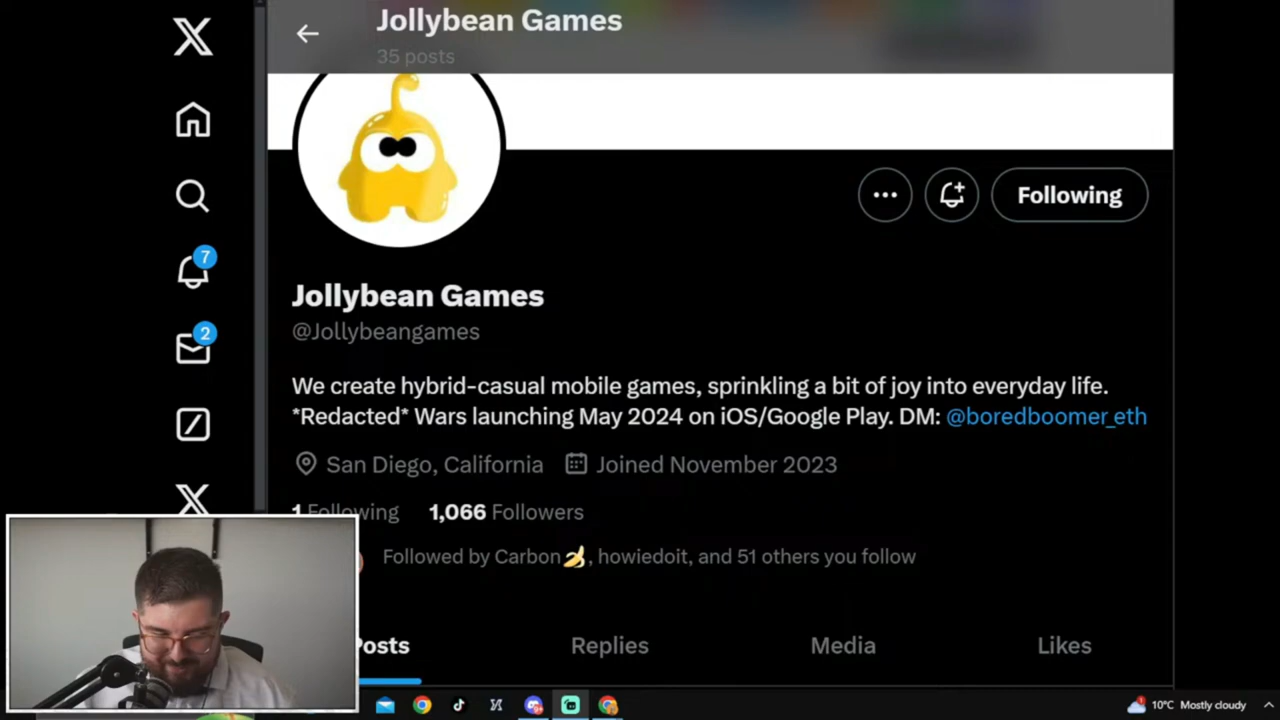 Jollybean Games
35 posts
Following
Jollybean Games
@Jollybeangames
We create hybrid-casual mobile games, sprinkling a bit of joy into everyday life.
*Redacted* Wars launching May 2024 on iOS/Google Play. DM: @boredboomer_eth
San Diego, California Joined November 2023
1 Following 1,066 Followers
Followed by Carbon🍌, howiedoit, and 51 others you follow
Posts Replies Media Likes
7
2
10°C Mostly cloudy